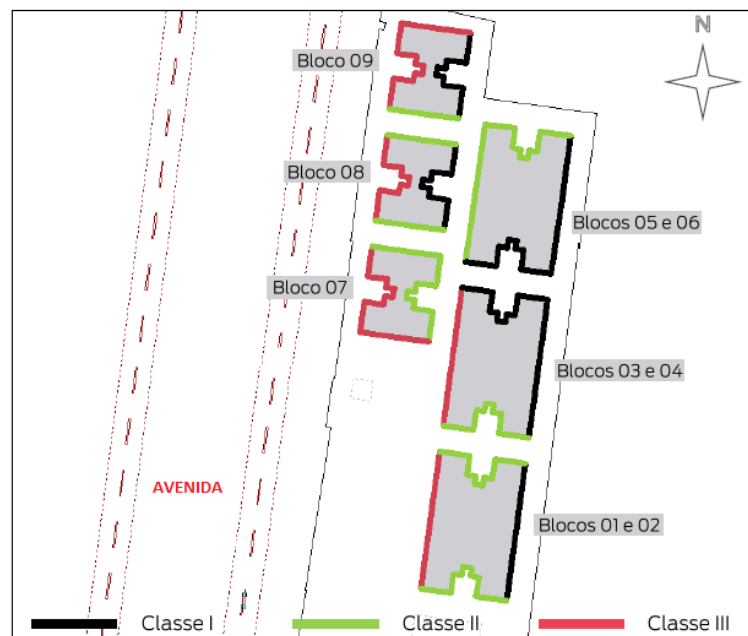 N
Bloco 09
Bloco 08
Blocos 05 e 06
Bloco 07
Blocos 03 e 04
AVENIDA
Blocos 01 e 02
Classe I
Classe II
Classe III